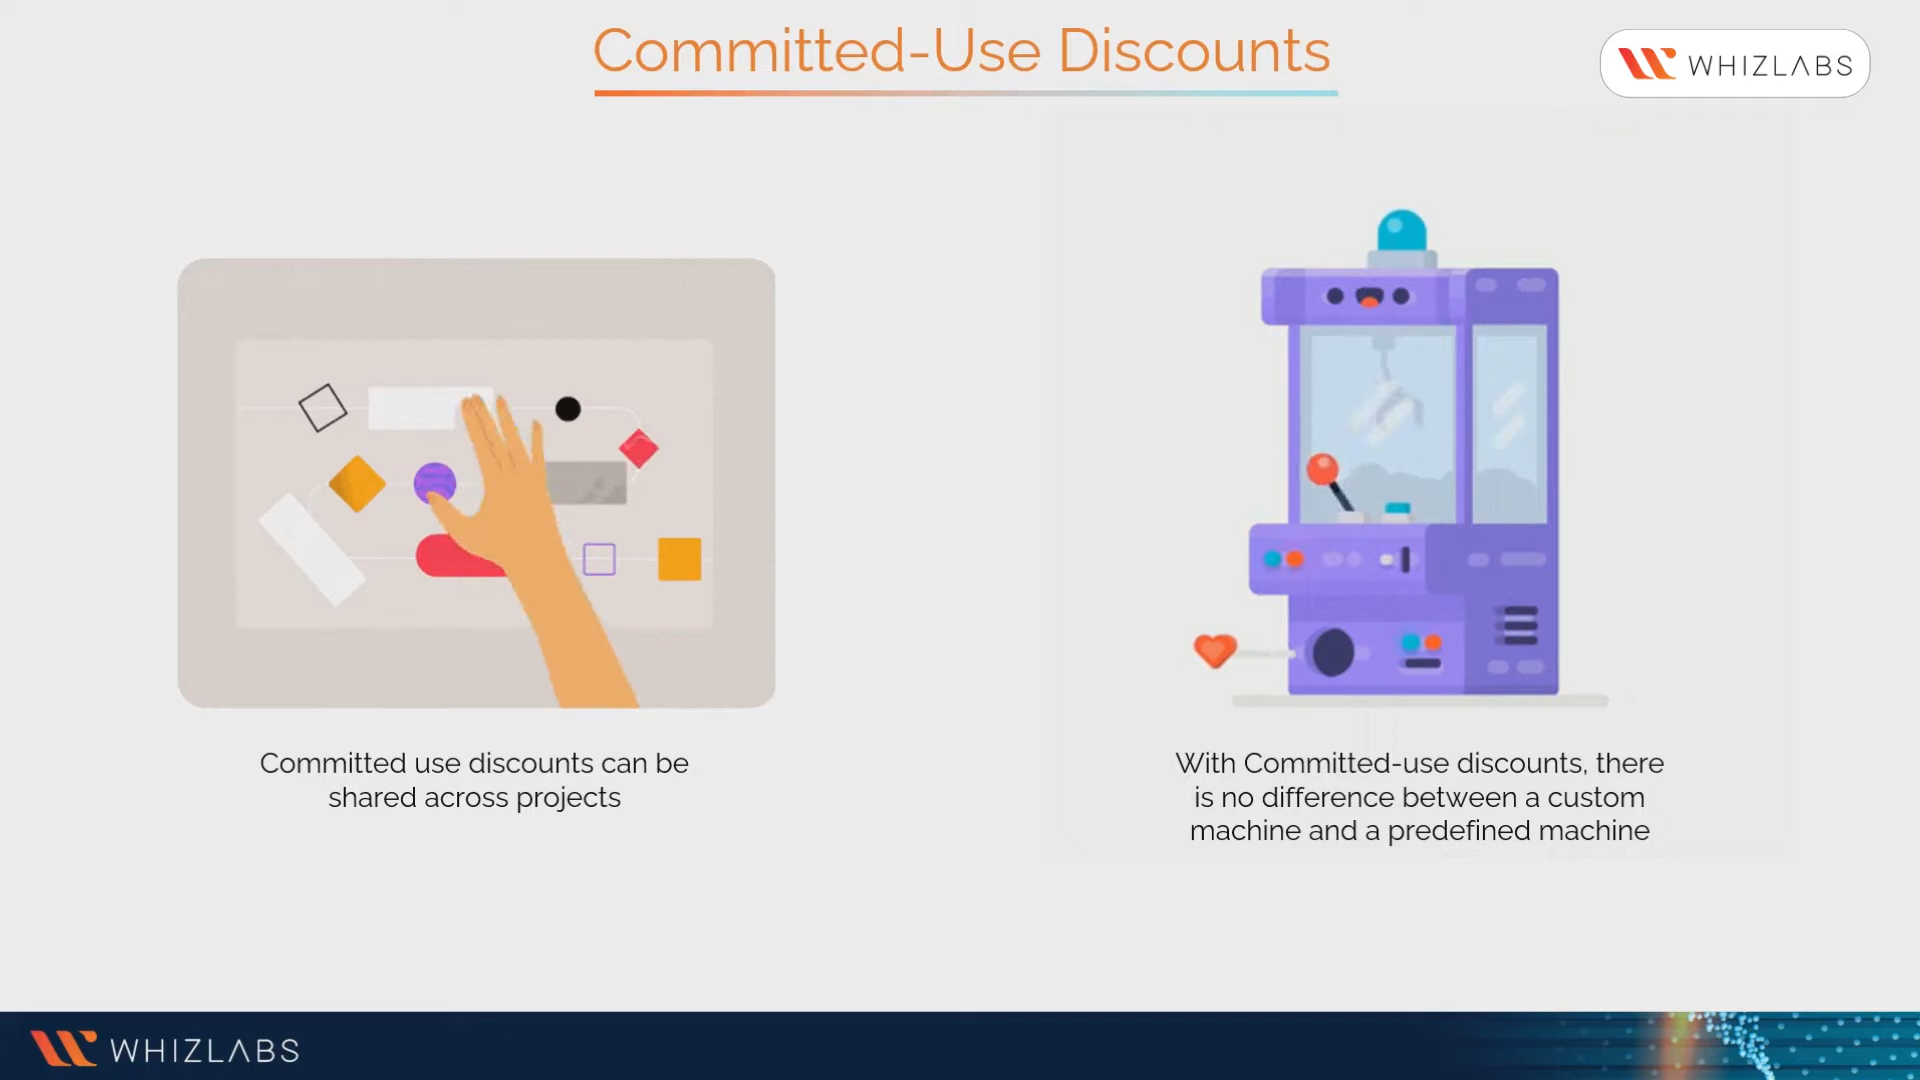 Committed-Use Discounts
WHIZLABS
Committed use discounts can be
shared across projects
With Committed-use discounts, there
is no difference between a custom
machine and a predefined machine
WHIZLABS